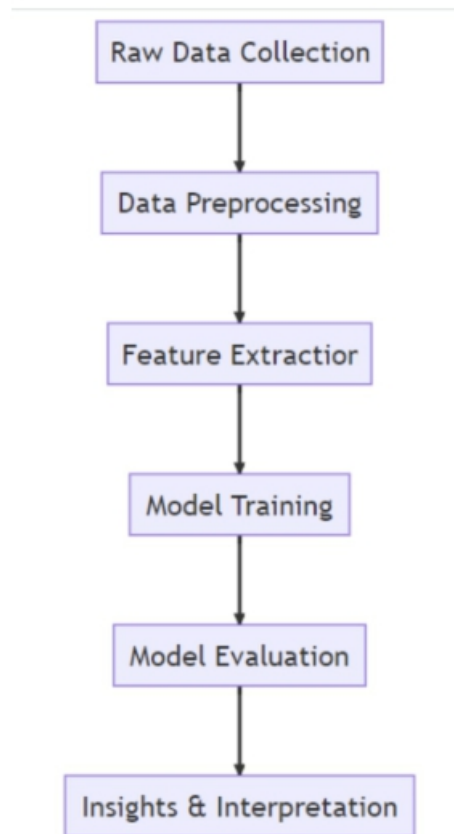 Raw Data Collection
Data Preprocessing
Feature Extractior
Model Training
Model Evaluation
Insights & Interpretation